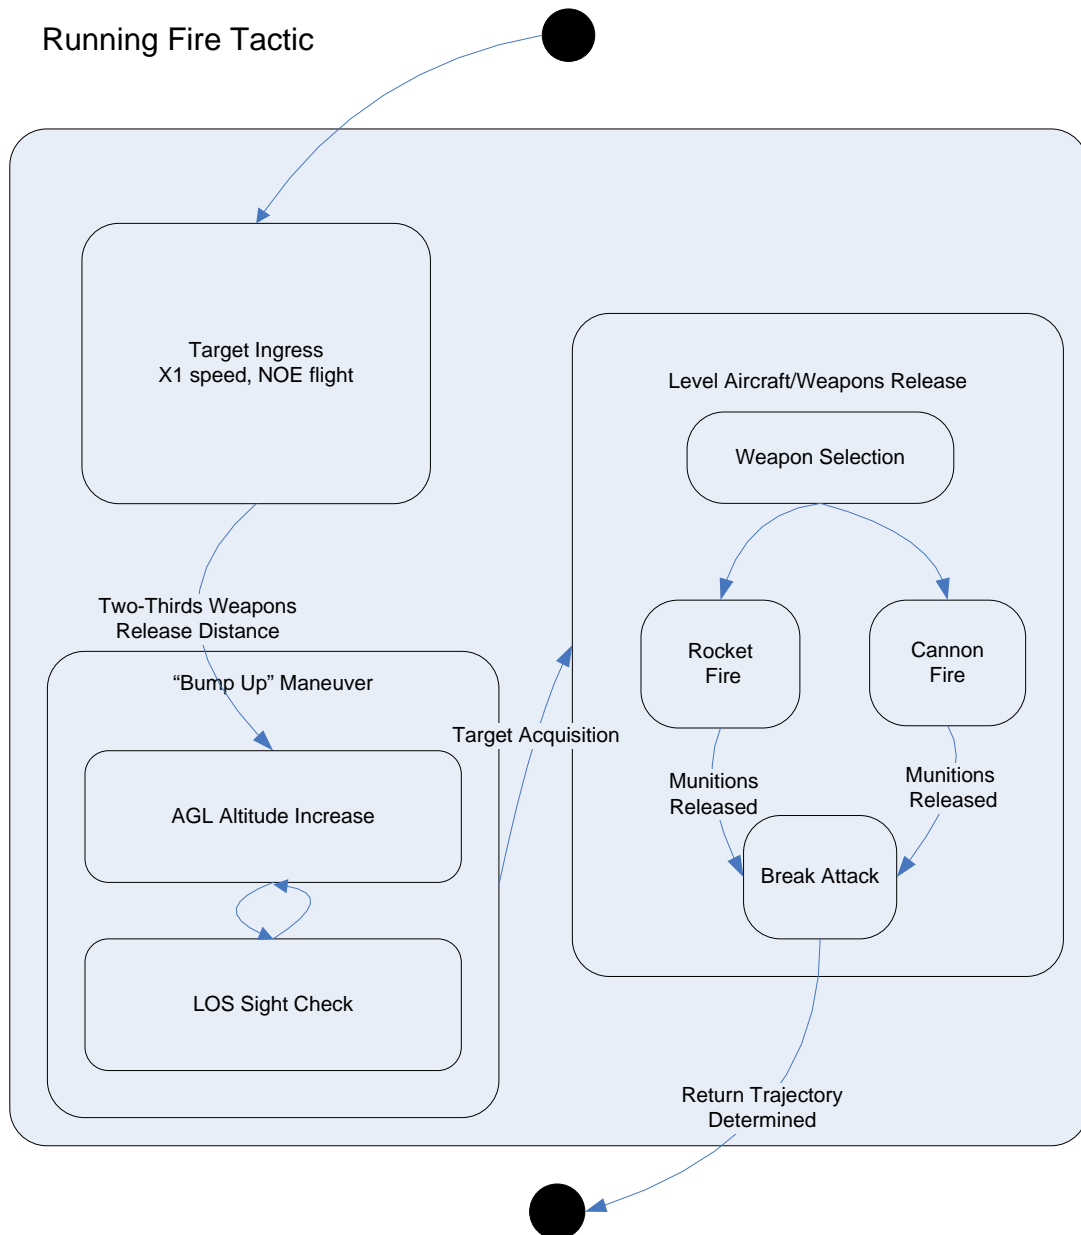 Running Fire Tactic
Target Ingress
X1 speed, NOE flight
Two-Thirds Weapons
Release Distance
“Bump Up” Maneuver
AGL Altitude Increase
LOS Sight Check
Target Acquisition
Level Aircraft/Weapons Release
Weapon Selection
Rocket
Fire
Cannon
Fire
Munitions
Released
Munitions
Released
Break Attack
Return Trajectory
Determined